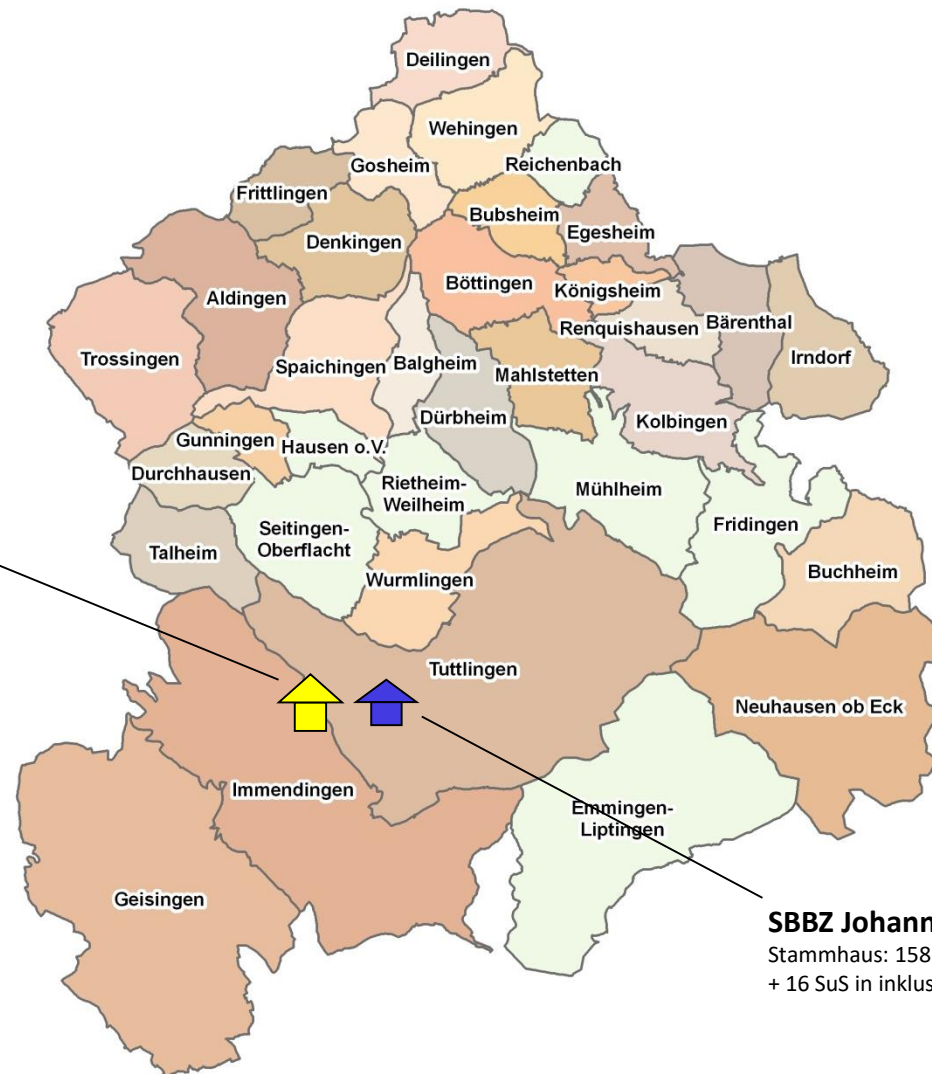 Deilingen
Wehingen
Gosheim
Reichenbach
Frittlingen
Bubsheim
Egesheim
Denkingen
Böttingen
Königsheim
Aldingen
Renquishausen
Bärenthal
Trossingen
Spaichingen
Balgheim
Mahlstetten
Irndorf
Dürbheim
Kolbingen
Gunningen
Hausen o.V.
Durchhausen
Rietheim-
Weilheim
Mühlheim
Seitingen-
Oberflacht
Fridingen
Talheim
Wurmlingen
Buchheim
Tuttlingen
Neuhausen ob Eck
Immendingen
Emmingen-
Liptingen
Geisingen
SBBZ Johann
Stammhaus: 158
+ 16 SuS in inklus